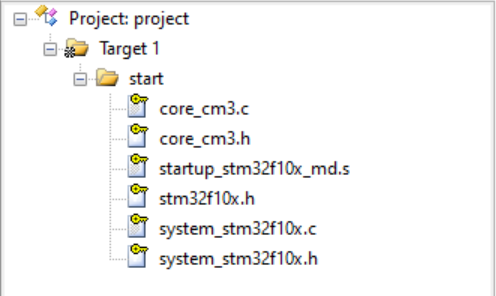 Project: project
Target 1
start
core_cm3.c
core_cm3.h
startup_stm32f10x_md.s
stm32f10x.h
system_stm32f10x.c
system_stm32f10x.h